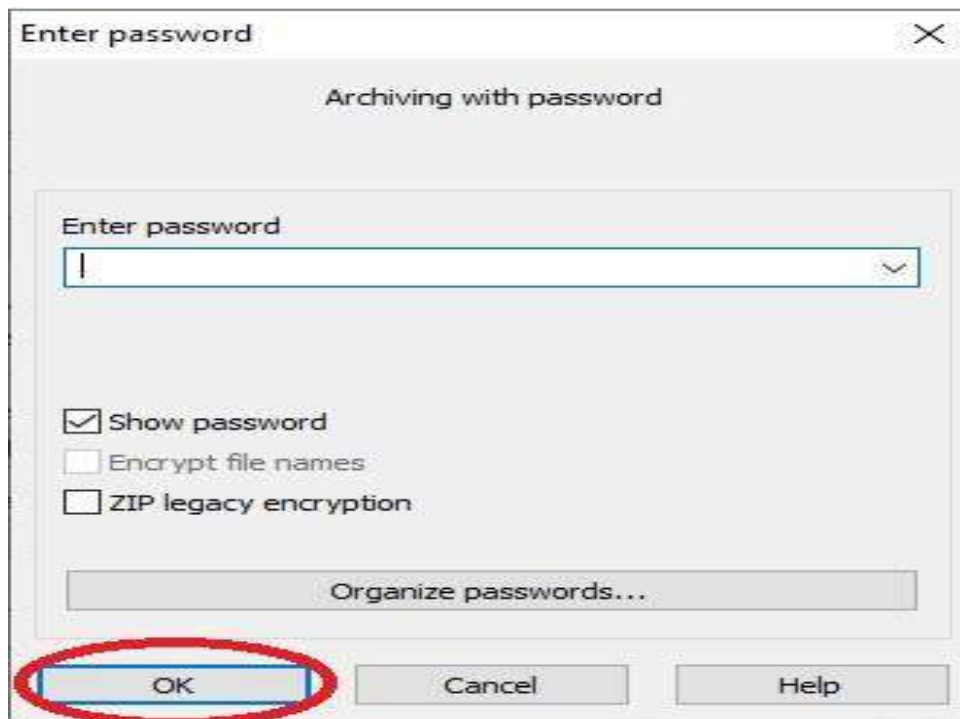 Enter password
Archiving with password
Enter password
Show password
Encrypt file names
ZIP legacy encryption
Organize passwords...
OK Cancel Help